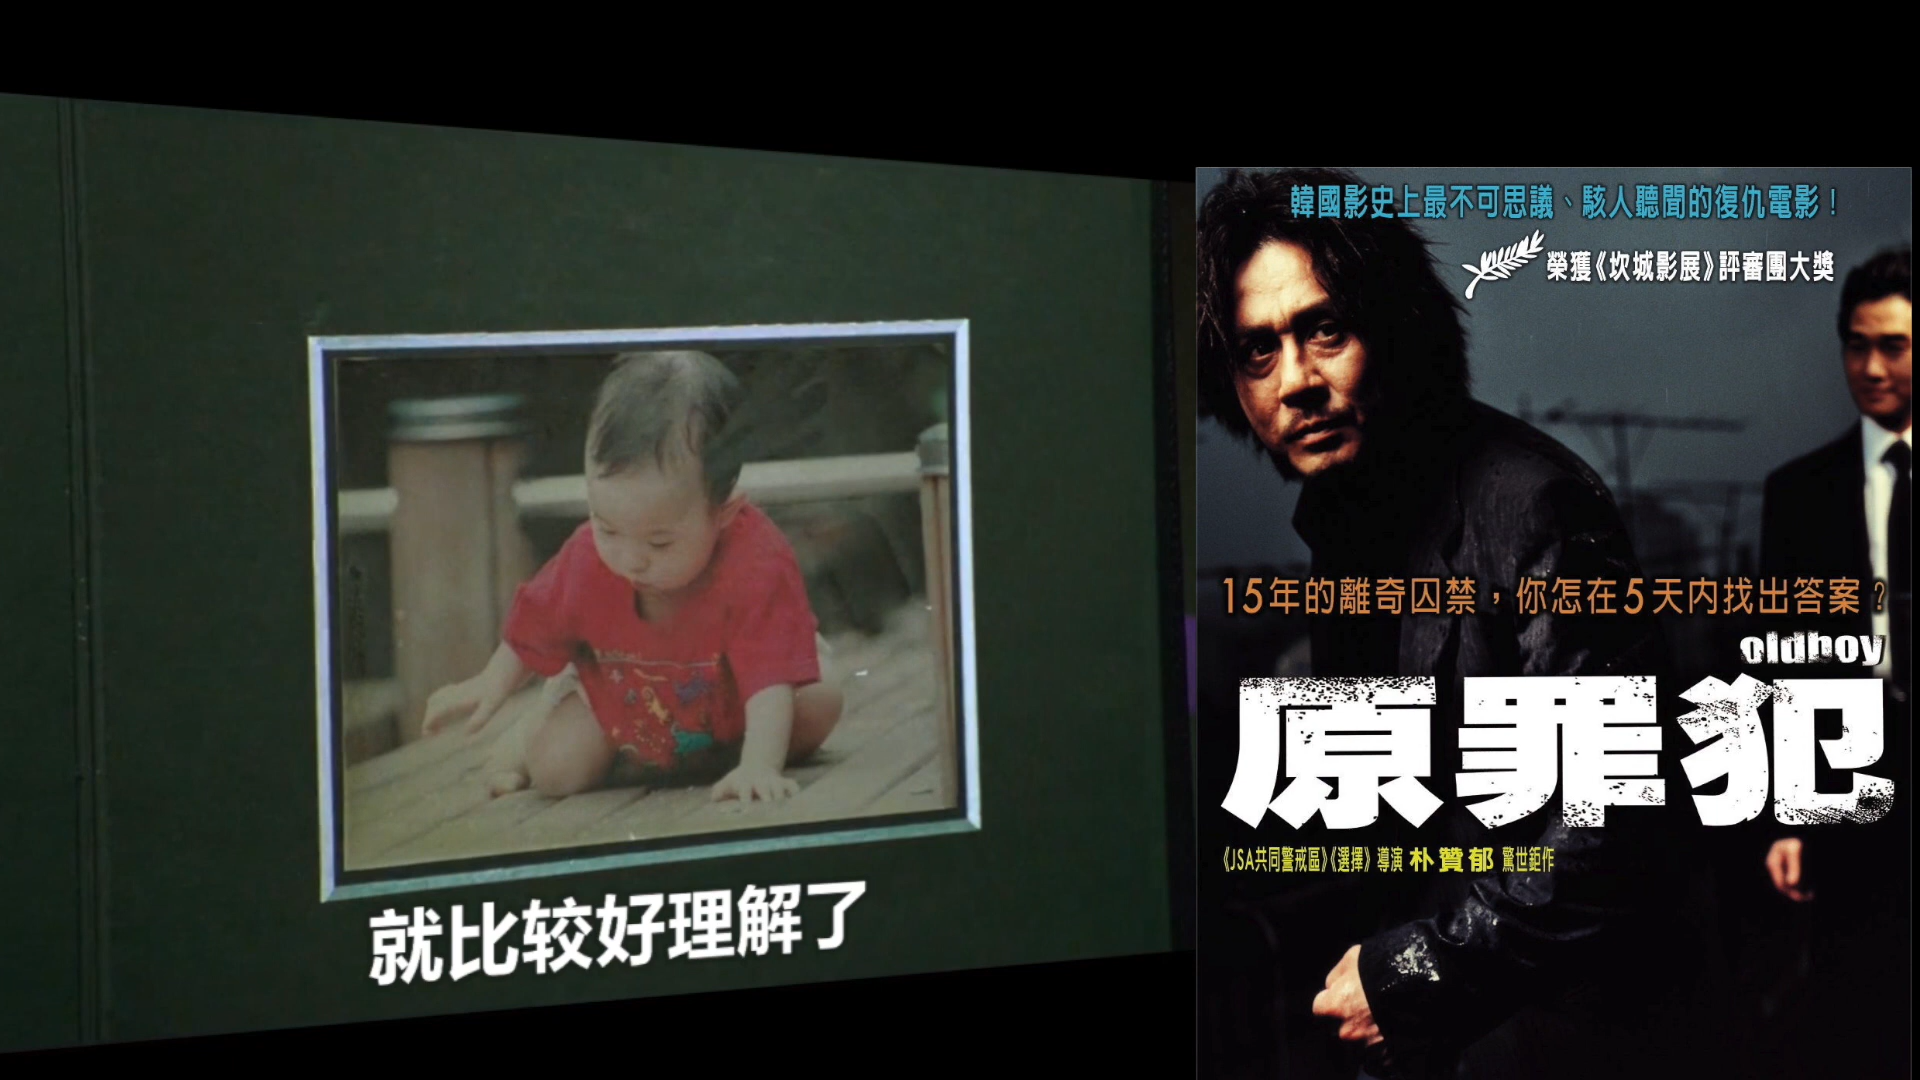 就比较好理解了
韓國影史上最不可思議、駭人聽聞的復仇電影！
榮獲《坎城影展》評審團大獎
15年的離奇囚禁，你怎在5天內找出答案？
oldboy
原罪犯
《JSA共同警戒區》《選擇》導演 朴贊郁 驚世鉅作